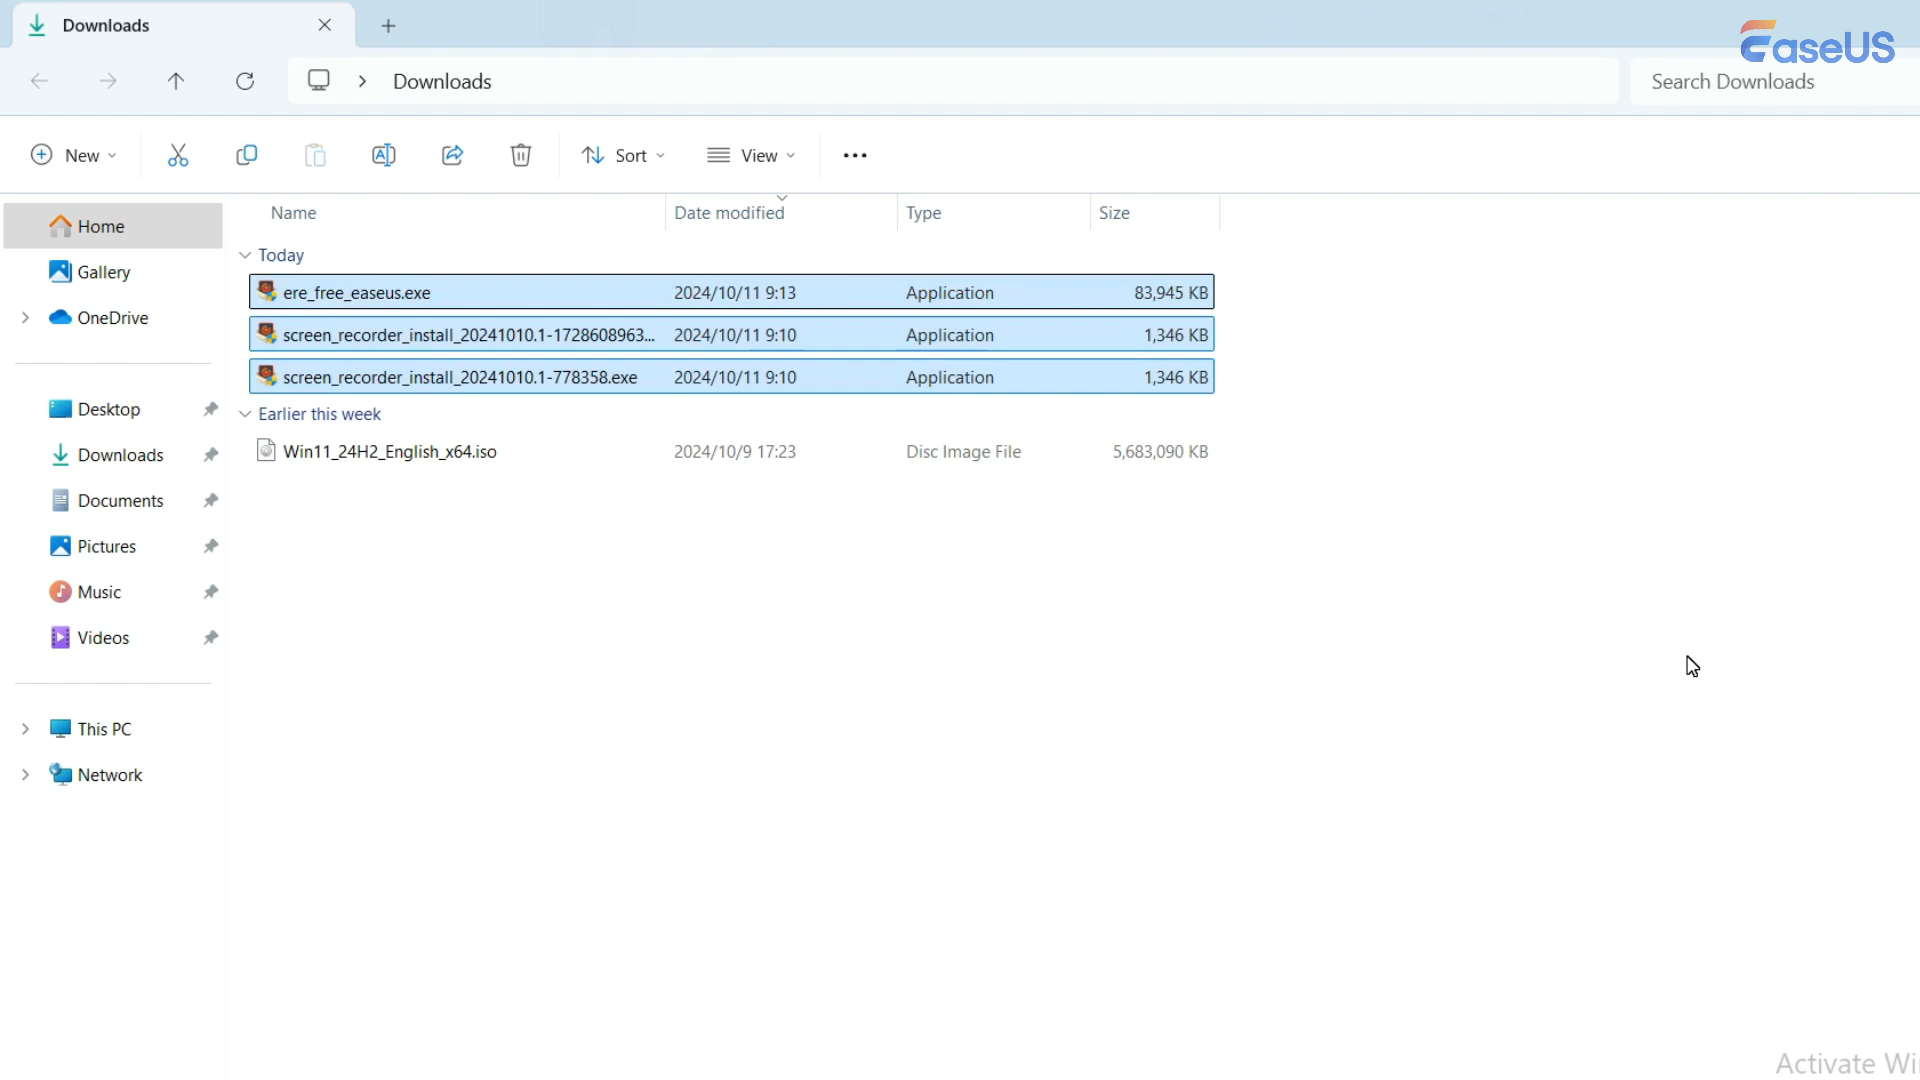 Downloads
EaseUS
Downloads
Search Downloads
New
Sort
View
Name Date modified Type Size
Home
Gallery
OneDrive
Desktop
Downloads
Documents
Pictures
Music
Videos
This PC
Network
Today
ere_free_easeus.exe 2024/10/11 9:13 Application 83,945 KB
screen_recorder_install_20241010.1-1728608963... 2024/10/11 9:10 Application 1,346 KB
screen_recorder_install_20241010.1-778358.exe 2024/10/11 9:10 Application 1,346 KB
Earlier this week
Win11_24H2_English_x64.iso 2024/10/9 17:23 Disc Image File 5,683,090 KB
Activate Wi